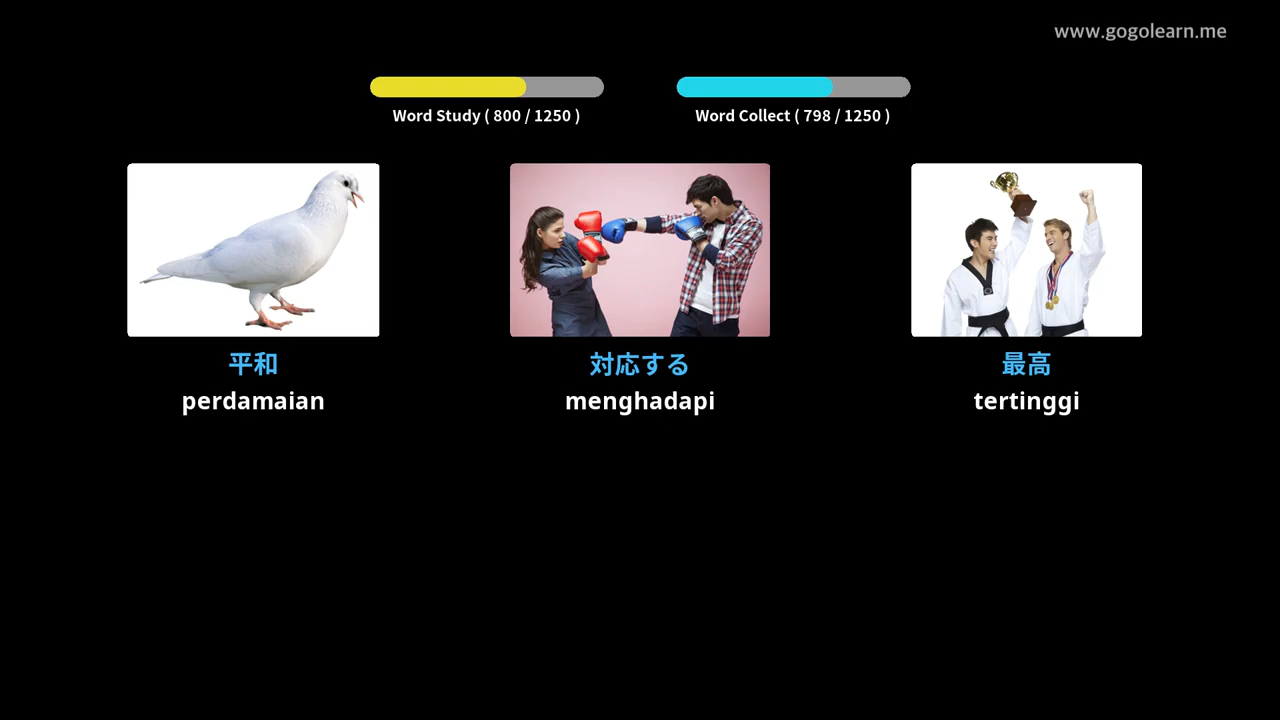 www.gogolearn.me
Word Study ( 800 / 1250 )
Word Collect ( 798 / 1250 )
平和
対応する
最高
perdamaian
menghadapi
tertinggi